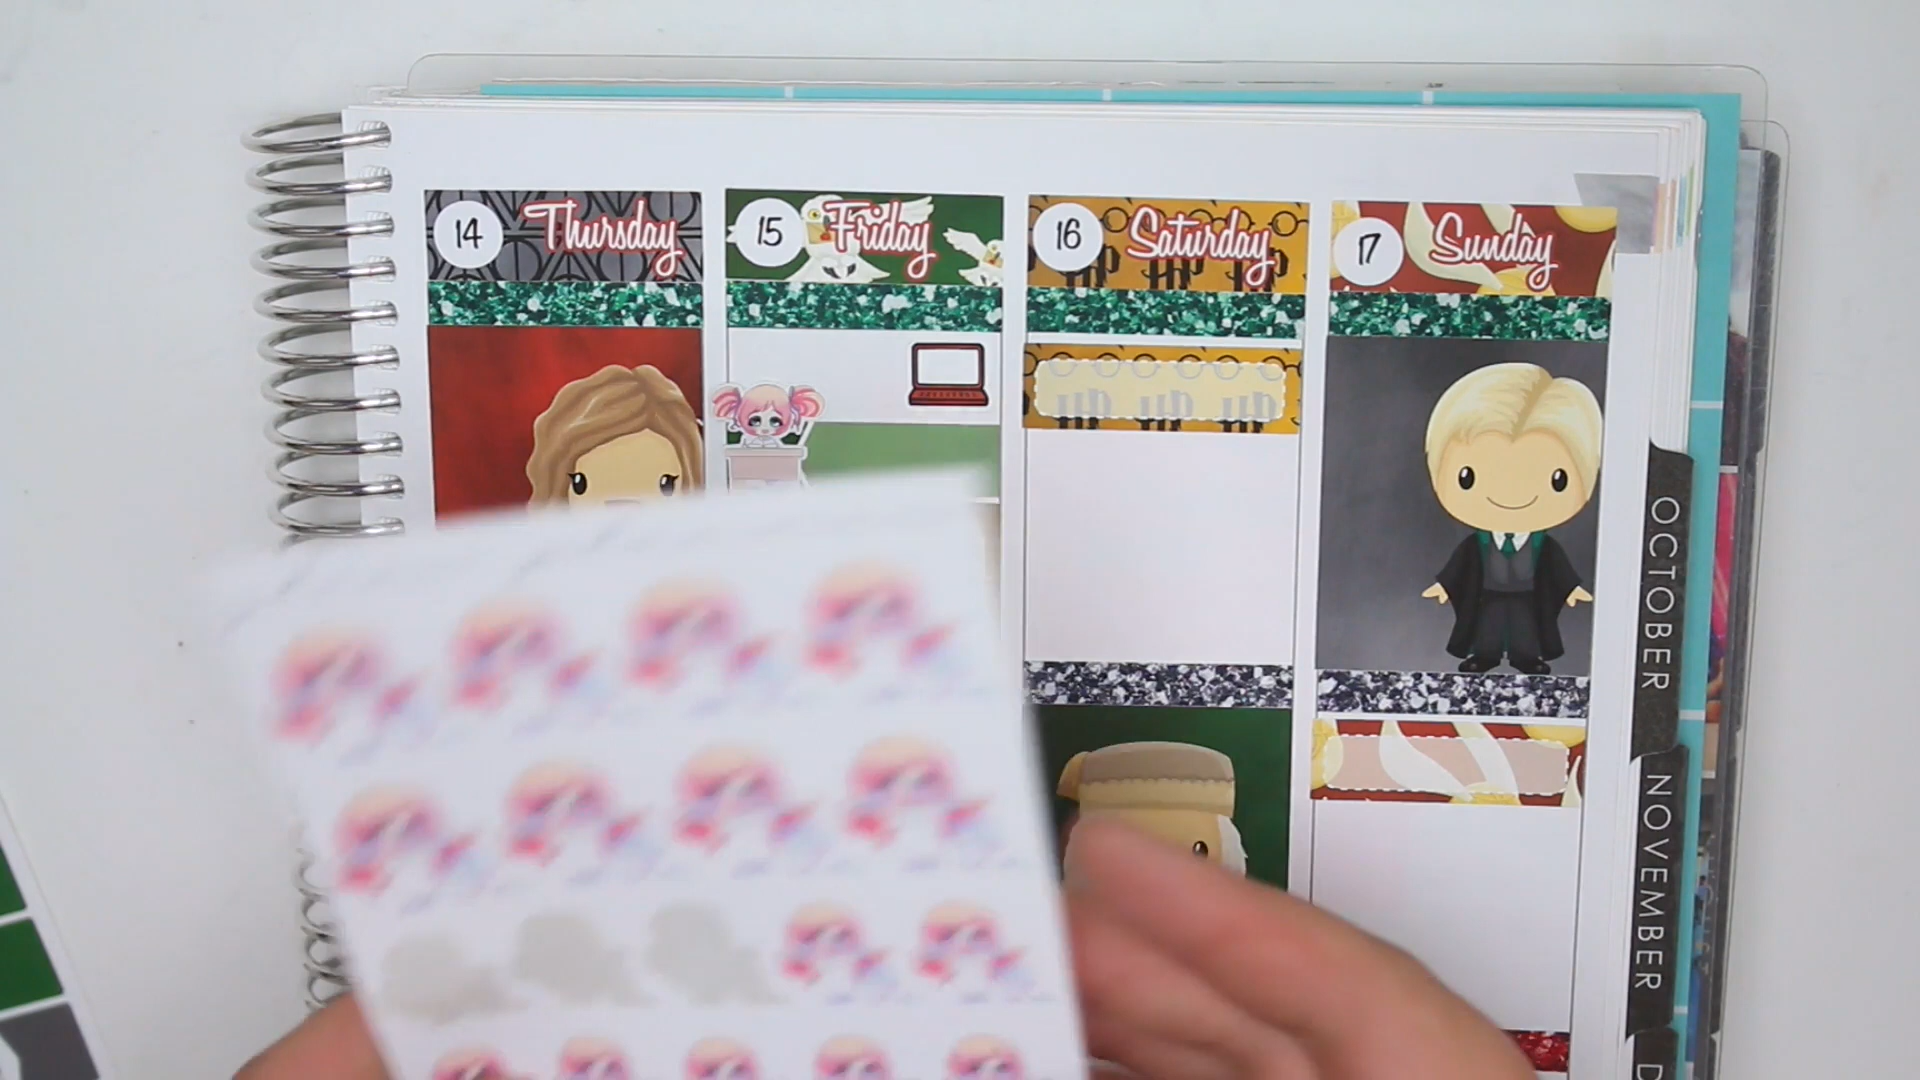 14 Thursday
15 Friday
16 Saturday
17 Sunday
OCTOBER
NOVEMBER
D